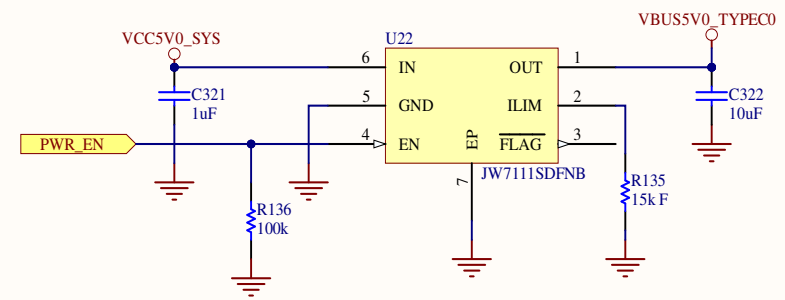 VBUS5V0_TYPEC0
VCC5V0_SYS
U22
6 IN OUT 1
C321
1uF
5 GND ILIM 2
C322
10uF
PWR_EN
4 EN EP FLAG 3
7
JW7111SDFNB
R135
15k F
R136
100k